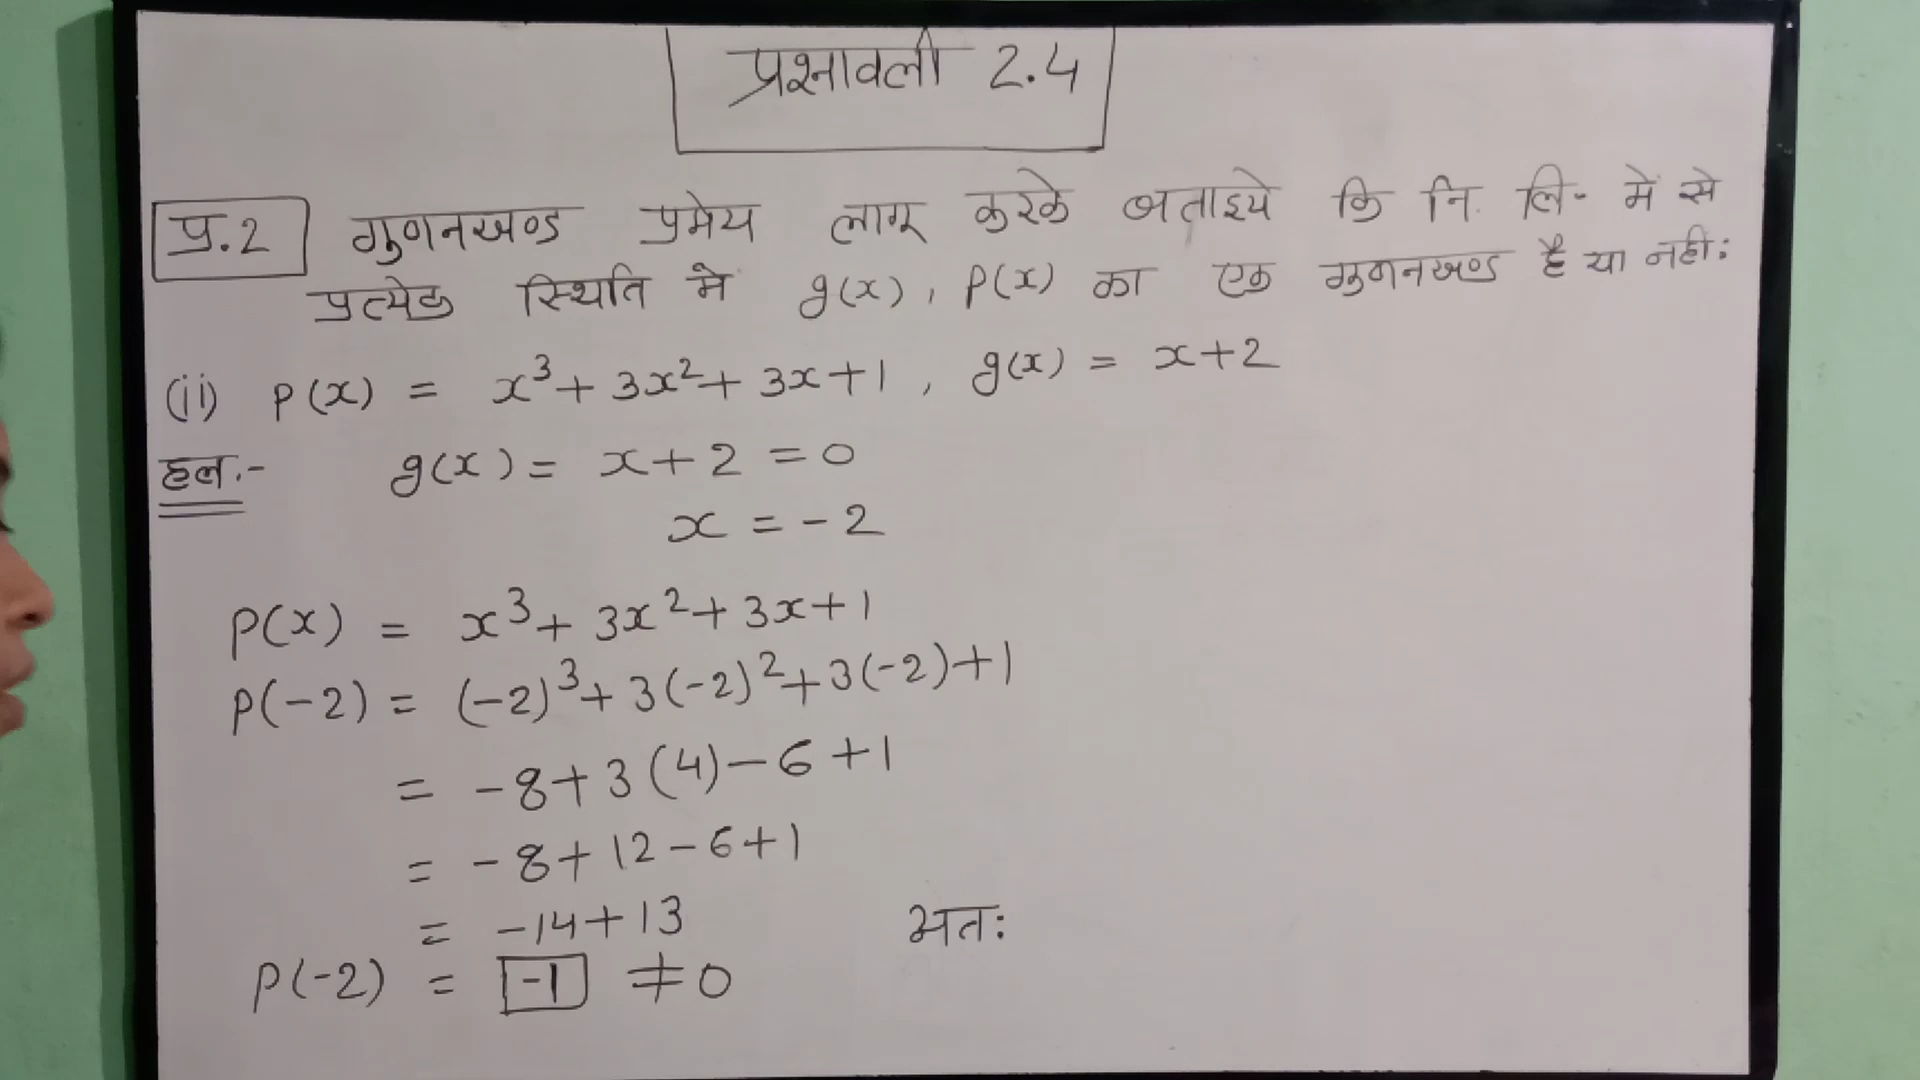 प्रश्नावली 2.4
प्र.2 गुणनखण्ड प्रमेय लागू करके बताइये कि नि. लि- में से
प्रत्येक स्थिति में g(x), p(x) का एक गुणनखण्ड है या नहीं:
(ii) p(x) = x³ + 3x² + 3x + 1, g(x) = x + 2
हल:- g(x) = x + 2 = 0
x = -2
p(x) = x³ + 3x² + 3x + 1
p(-2) = (-2)³ + 3(-2)² + 3(-2) + 1
= -8 + 3(4) - 6 + 1
= -8 + 12 - 6 + 1
= -14 + 13 अतः
p(-2) = -1 ≠ 0